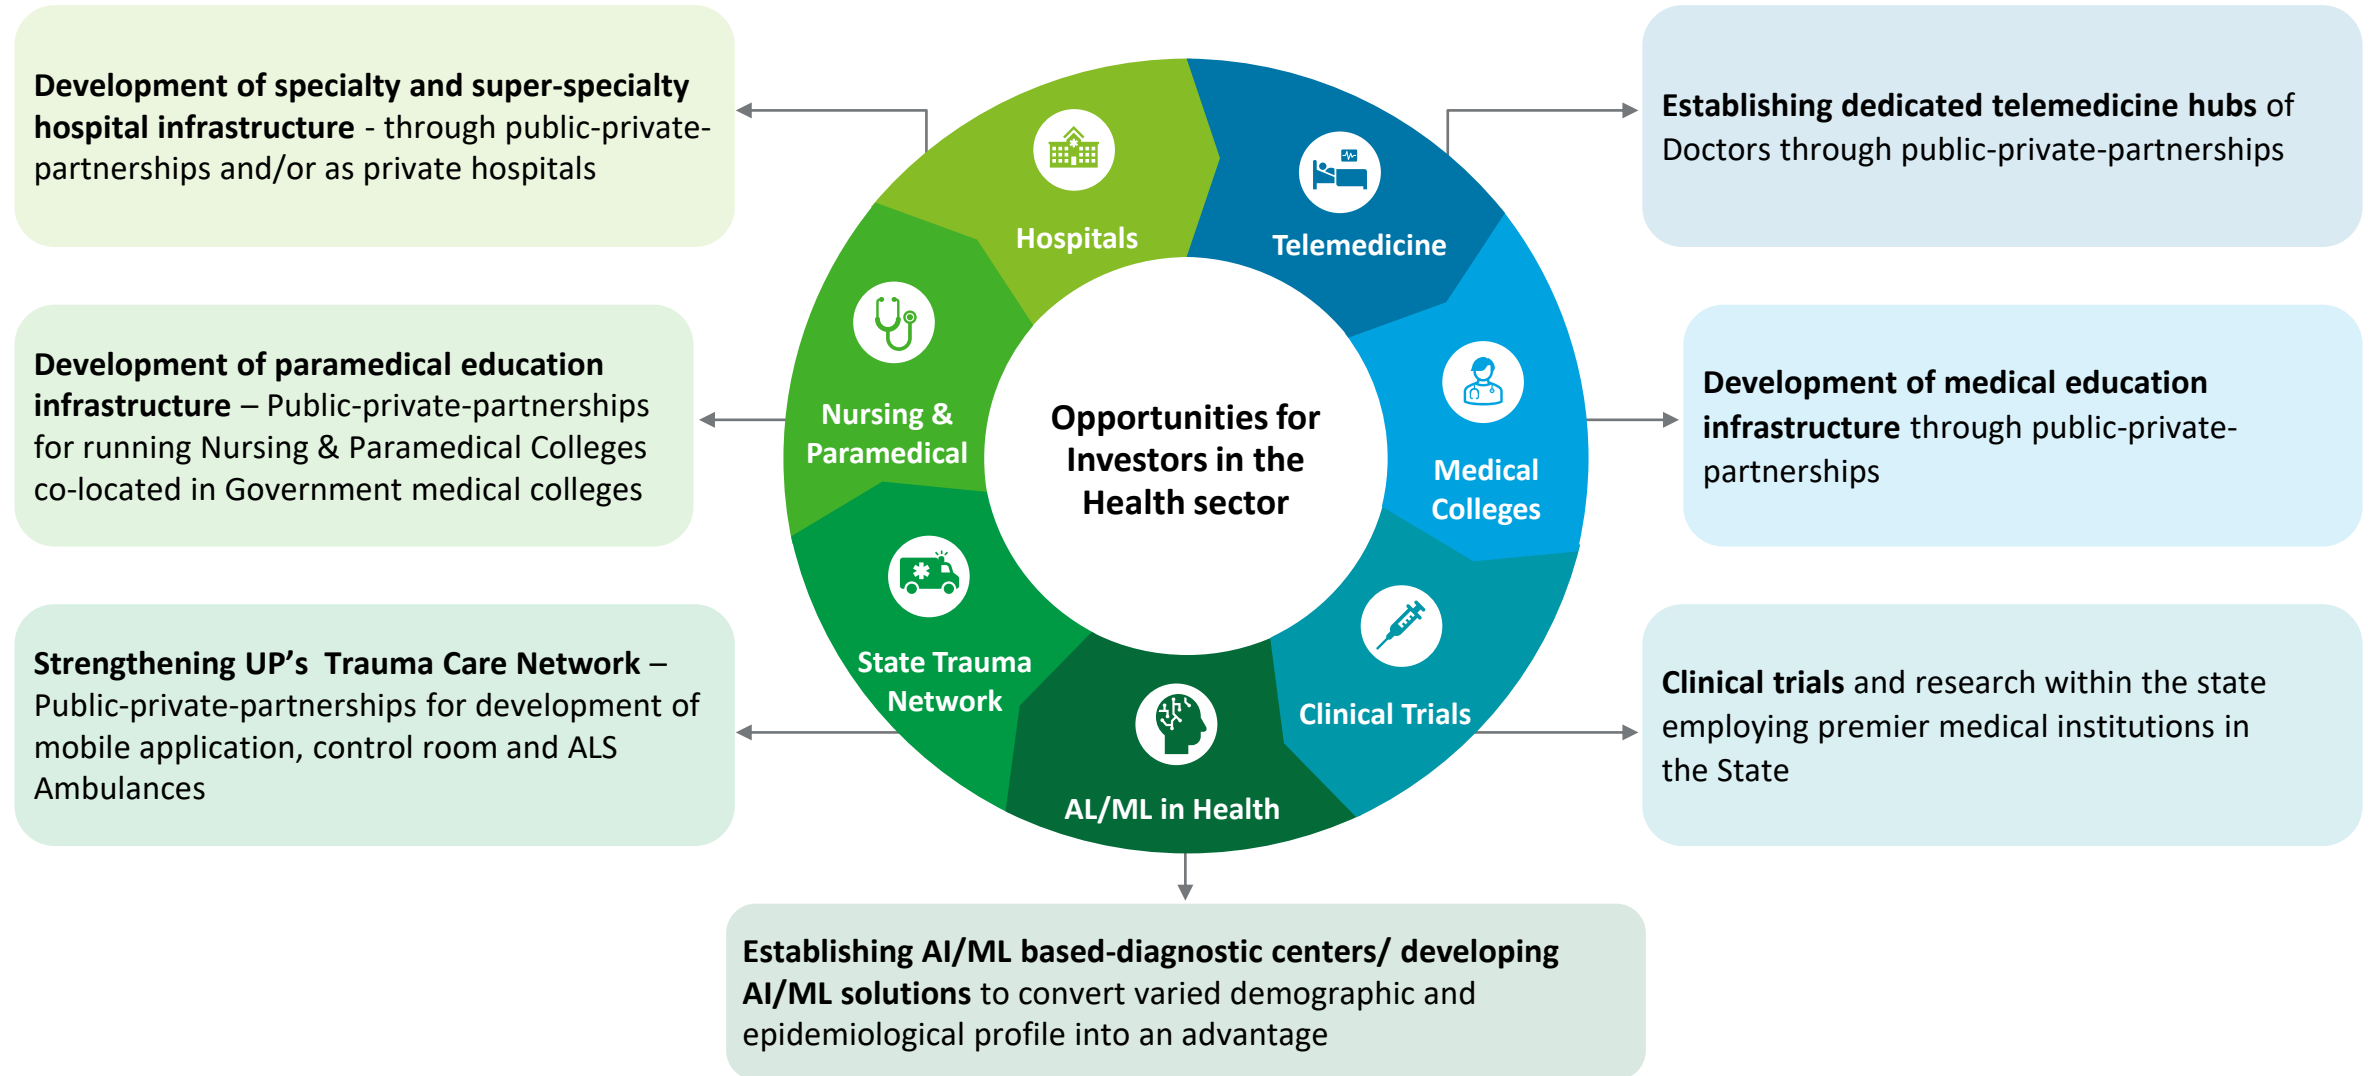 Development of specialty and super-specialty
hospital infrastructure - through public-private-
partnerships and/or as private hospitals
Development of paramedical education
infrastructure – Public-private-partnerships
for running Nursing & Paramedical Colleges
co-located in Government medical colleges
Strengthening UP’s  Trauma Care Network –
Public-private-partnerships for development of
mobile application, control room and ALS
Ambulances
Hospitals
Telemedicine
Nursing &
Paramedical
Medical
Colleges
State Trauma
Network
Clinical Trials
AL/ML in Health
Opportunities for
Investors in the
Health sector
Establishing dedicated telemedicine hubs of
Doctors through public-private-partnerships
Development of medical education
infrastructure through public-private-
partnerships
Clinical trials and research within the state
employing premier medical institutions in
the State
Establishing AI/ML based-diagnostic centers/ developing
AI/ML solutions to convert varied demographic and
epidemiological profile into an advantage